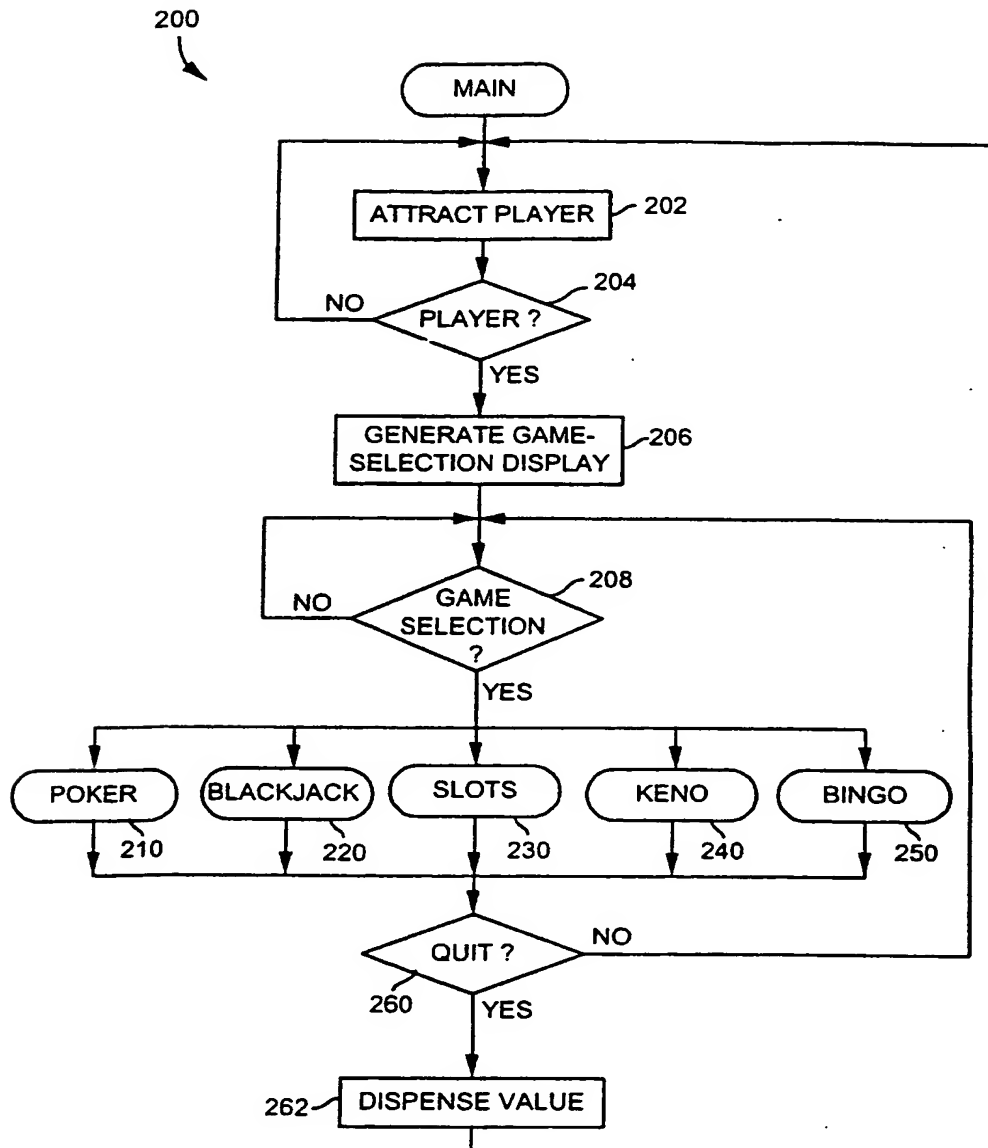 200
MAIN
ATTRACT PLAYER
202
204
NO
PLAYER ?
YES
GENERATE GAME-
SELECTION DISPLAY
206
208
NO
GAME
SELECTION
?
YES
POKER
BLACKJACK
SLOTS
KENO
BINGO
210
220
230
240
250
QUIT ?
NO
260
YES
262
DISPENSE VALUE